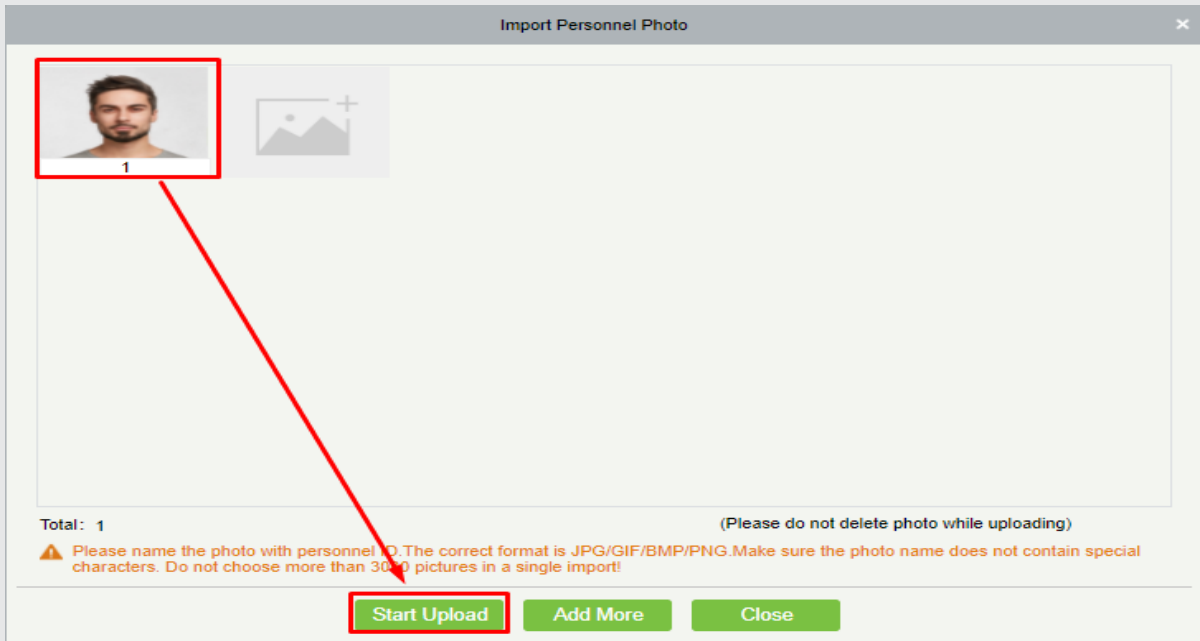 Import Personnel Photo
1
Total: 1
(Please do not delete photo while uploading)
Please name the photo with personnel ID.The correct format is JPG/GIF/BMP/PNG.Make sure the photo name does not contain special
characters. Do not choose more than 3000 pictures in a single import!
Start Upload
Add More
Close